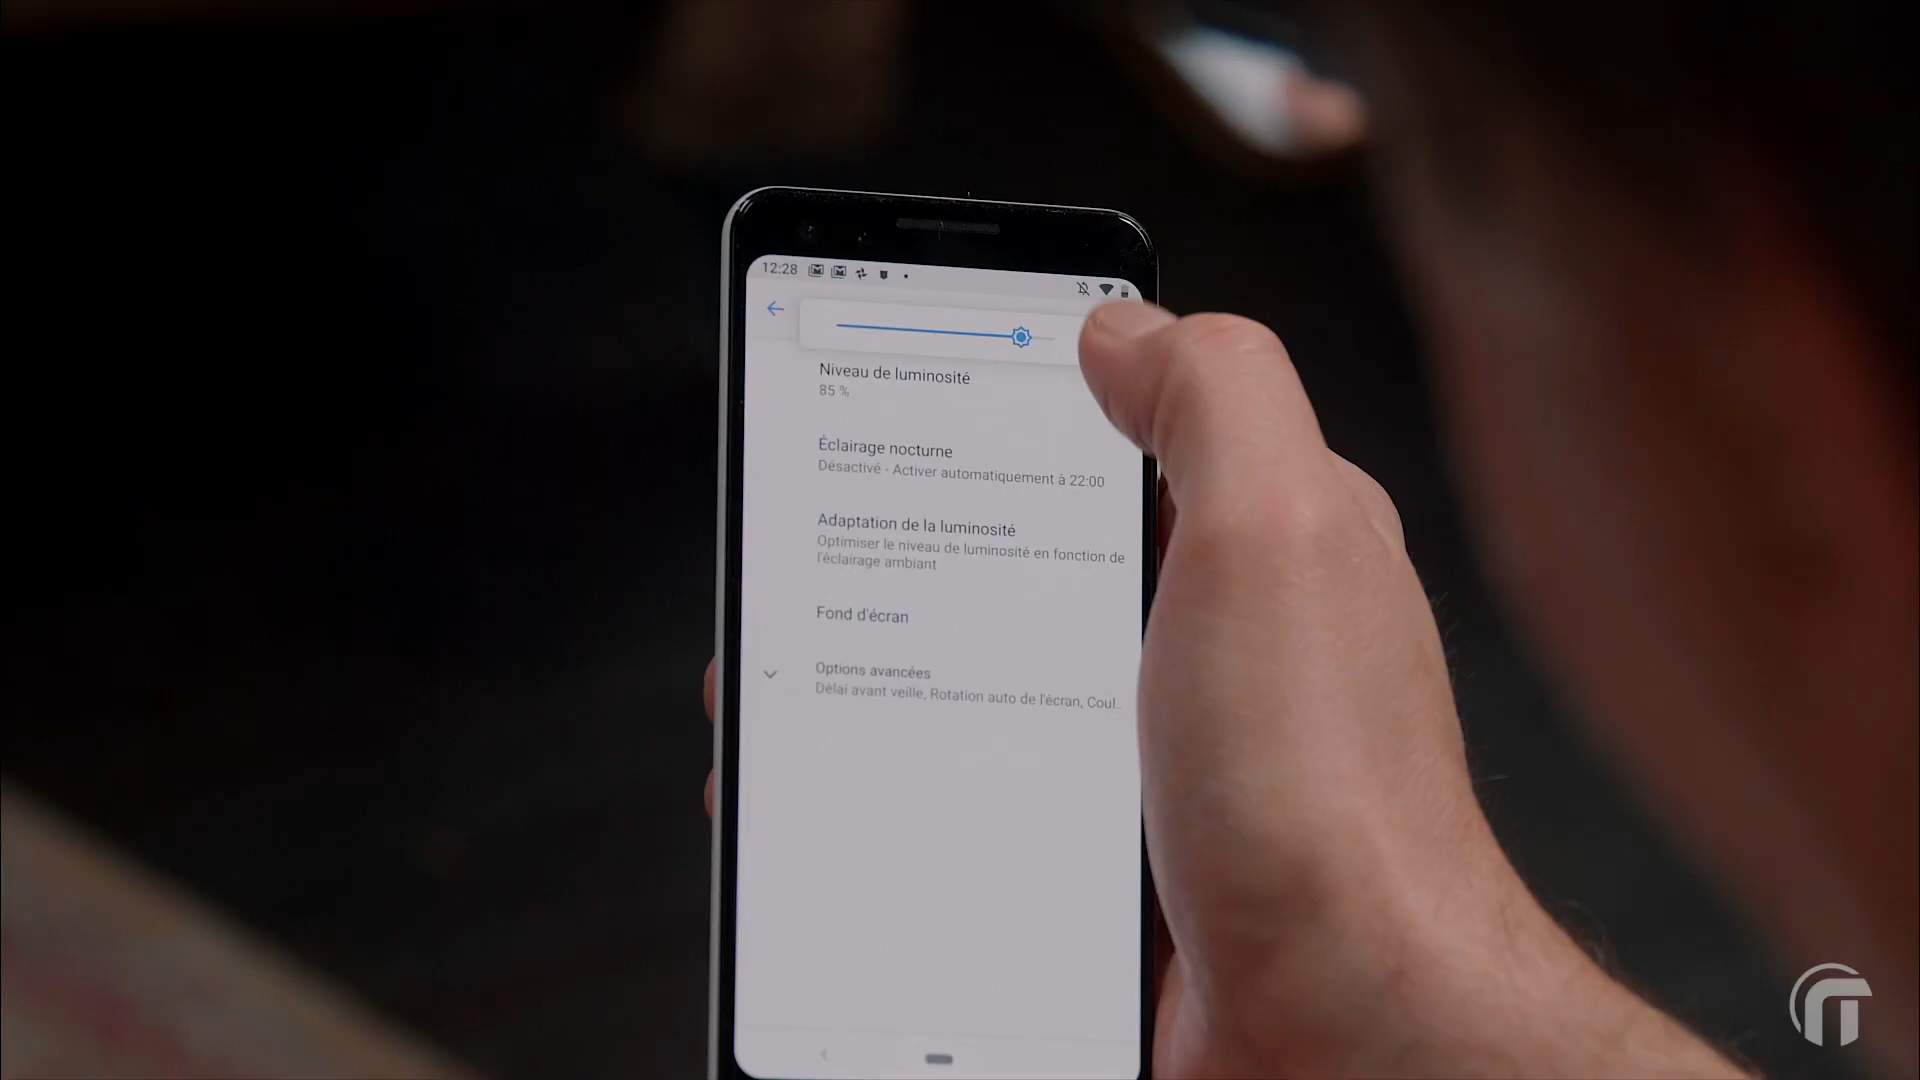 12:28
Niveau de luminosité
85 %
Éclairage nocturne
Désactivé - Activer automatiquement à 22:00
Adaptation de la luminosité
Optimiser le niveau de luminosité en fonction de
l'éclairage ambiant
Fond d'écran
Options avancées
Délai avant veille, Rotation auto de l'écran, Coul..